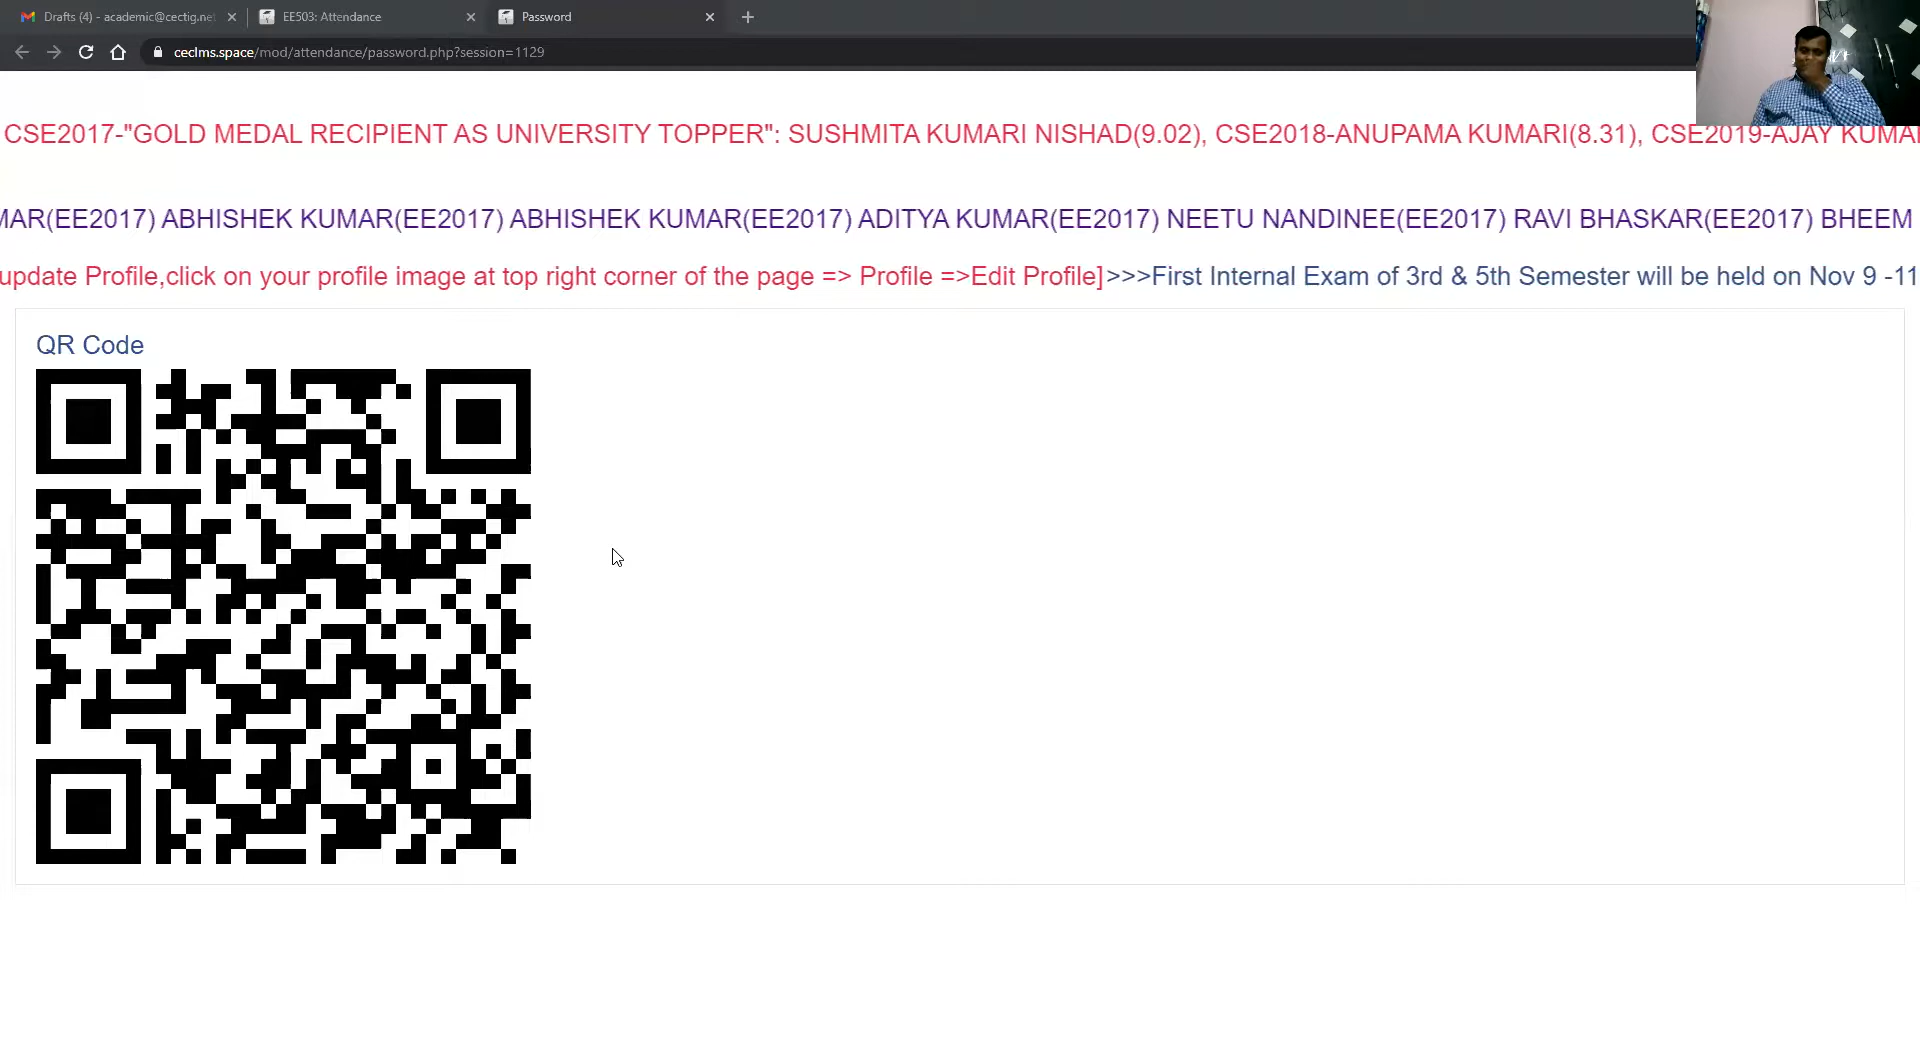 Drafts (4) - academic@cectig.ne
EE503: Attendance
Password
ceclms.space/mod/attendance/password.php?session=1129
CSE2017-"GOLD MEDAL RECIPIENT AS UNIVERSITY TOPPER": SUSHMITA KUMARI NISHAD(9.02), CSE2018-ANUPAMA KUMARI(8.31), CSE2019-AJAY KUMAR
MAR(EE2017) ABHISHEK KUMAR(EE2017) ABHISHEK KUMAR(EE2017) ADITYA KUMAR(EE2017) NEETU NANDINEE(EE2017) RAVI BHASKAR(EE2017) BHEEM
update Profile,click on your profile image at top right corner of the page => Profile =>Edit Profile]>>>First Internal Exam of 3rd & 5th Semester will be held on Nov 9 -11
QR Code